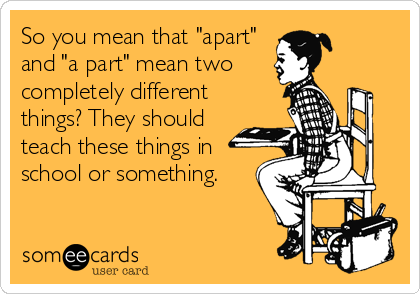 So you mean that "apart"
and "a part" mean two
completely different
things? They should
teach these things in
school or something.
someecards
user card